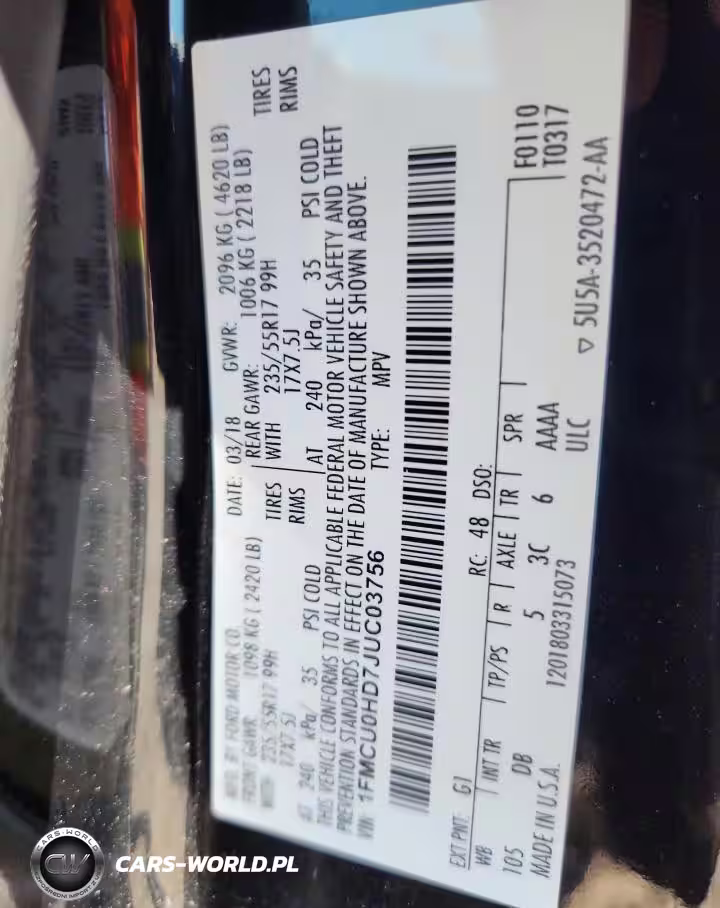 MFD. BY FORD MOTOR CO. DATE: 03/18 GVWR: 2096 KG ( 4620 LB)
FRONT GAWR: 1098 KG ( 2420 LB) REAR GAWR: 1006 KG ( 2218 LB)
WITH 235/55R17 99H TIRES WITH 235/55R17 99H TIRES
17X7.5J RIMS 17X7.5J RIMS
AT 240 kPa/ 35 PSI COLD AT 240 kPa/ 35 PSI COLD
THIS VEHICLE CONFORMS TO ALL APPLICABLE FEDERAL MOTOR VEHICLE SAFETY AND THEFT
PREVENTION STANDARDS IN EFFECT ON THE DATE OF MANUFACTURE SHOWN ABOVE.
VIN: 1FMCU0HD7JUC03756 TYPE: MPV
EXT PNT: G1 RC: 48 DSO:
WB INT TR TP/PS R AXLE TR SPR F0110
105 DB 5 3C 6 AAAA T0317
MADE IN U.S.A. 1201803315073 ULC
▽ 5U5A-3520472-AA
CARS-WORLD
CW
CARS-WORLD.PL